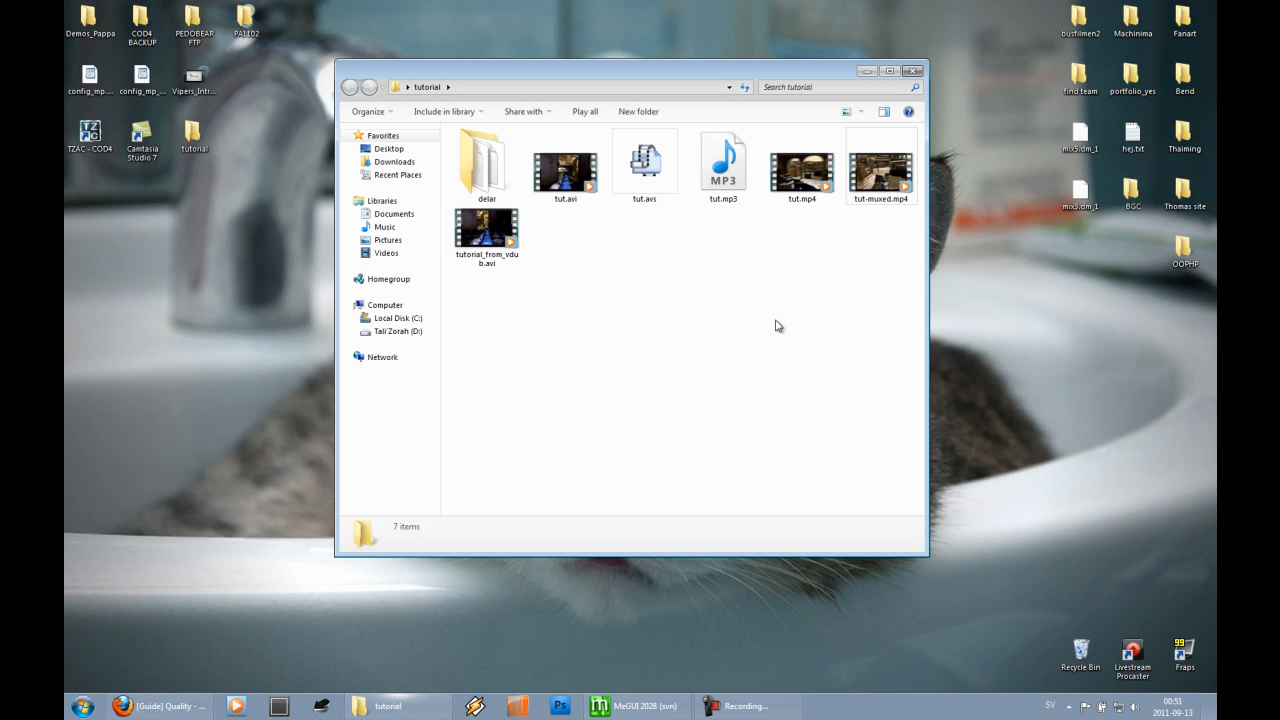 Demos_Pappa
COD4
BACKUP
PEDOBEAR
FTP
PA1102
config_mp....
config_mp_...
Vipers_Intr...
TZAC - COD4
Camtasia
Studio 7
tutorial
tutorial
Search tutorial
Organize
Include in library
Share with
Play all
New folder
Favorites
Desktop
Downloads
Recent Places
Libraries
Documents
Music
Pictures
Videos
Homegroup
Computer
Local Disk (C:)
Tali'Zorah (D:)
Network
MP3
delar
tut.avi
tut.avs
tut.mp3
tut.mp4
tut-muxed.mp4
tutorial_from_vdu
b.avi
7 items
busfilmen2
Machinima
Fanart
find team
portfolio_yes
Bend
mix5.dm_1
hej.txt
Thaiming
mix3.dm_1
BGC
Thomas site
OOPHP
Recycle Bin
Livestream
Procaster
99
Fraps
[Guide] Quality - ...
tutorial
Ps
MeGUI 2028 (svn)
Recording...
SV
00:51
2011-09-13